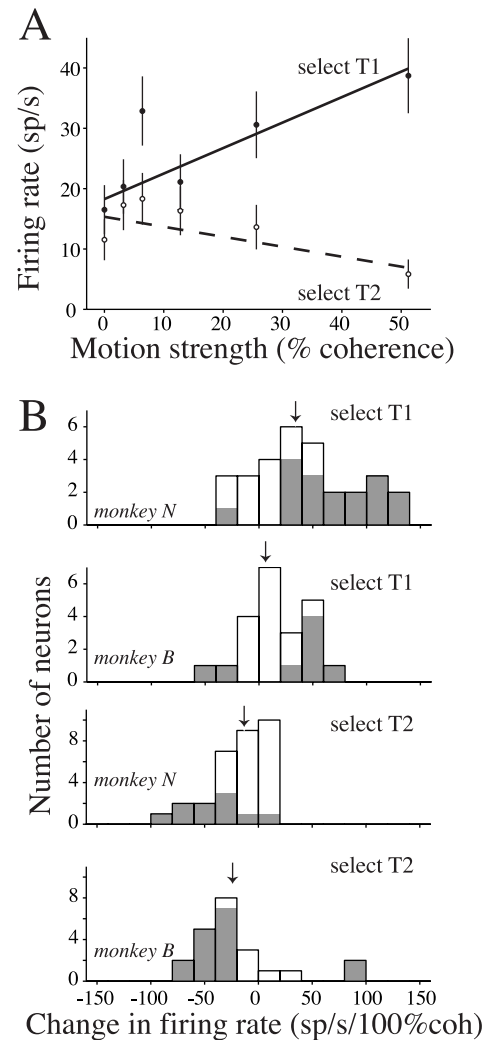 A
select T1
40
30
20
10
0
Firing rate (sp/s)
select T2
0 10 20 30 40 50
Motion strength (% coherence)
B
select T1
6
4
2
0
monkey N
select T1
6
4
2
0
monkey B
Number of neurons
select T2
8
4
0
monkey N
select T2
8
4
0
monkey B
-150 -100 -50 0 50 100 150
Change in firing rate (sp/s/100%coh)